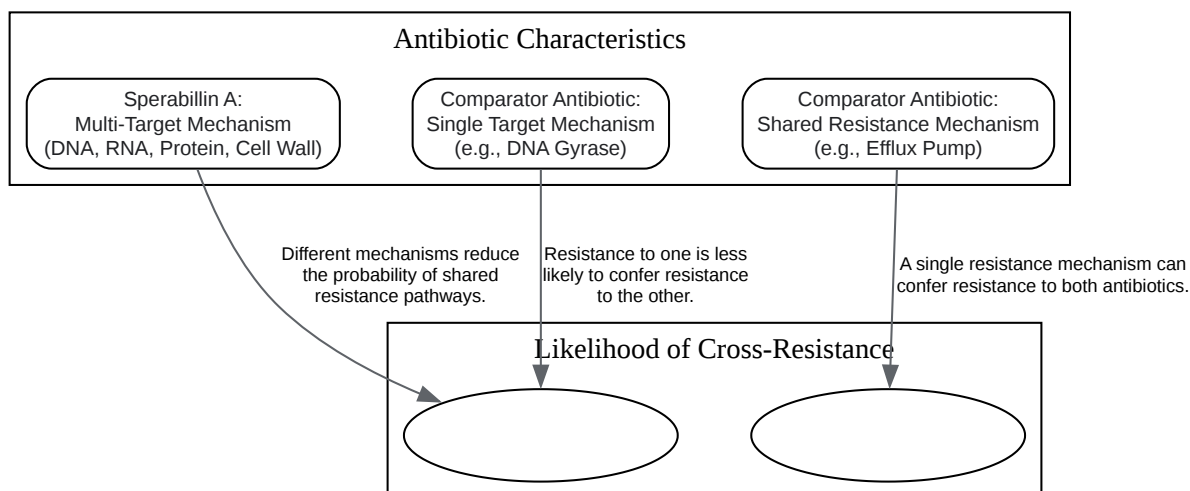 Antibiotic Characteristics
Sperabillin A:
Multi-Target Mechanism
(DNA, RNA, Protein, Cell Wall)
Comparator Antibiotic:
Single Target Mechanism
(e.g., DNA Gyrase)
Comparator Antibiotic:
Shared Resistance Mechanism
(e.g., Efflux Pump)
Different mechanisms reduce
the probability of shared
resistance pathways.
Resistance to one is less
likely to confer resistance
to the other.
A single resistance mechanism can
confer resistance to both antibiotics.
Likelihood of Cross-Resistance